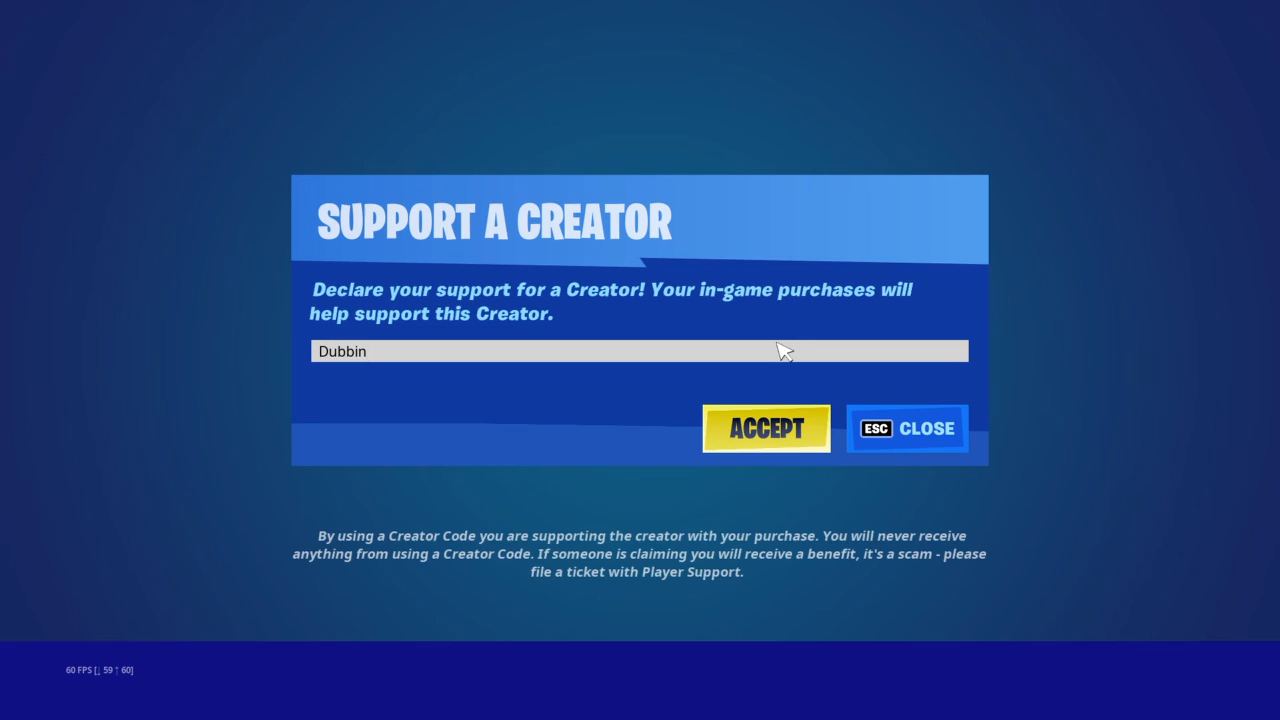 SUPPORT A CREATOR
Declare your support for a Creator! Your in-game purchases will
help support this Creator.
Dubbin
ACCEPT
ESC CLOSE
By using a Creator Code you are supporting the creator with your purchase. You will never receive
anything from using a Creator Code. If someone is claiming you will receive a benefit, it's a scam - please
file a ticket with Player Support.
60 FPS [↓ 59 ↑ 60]